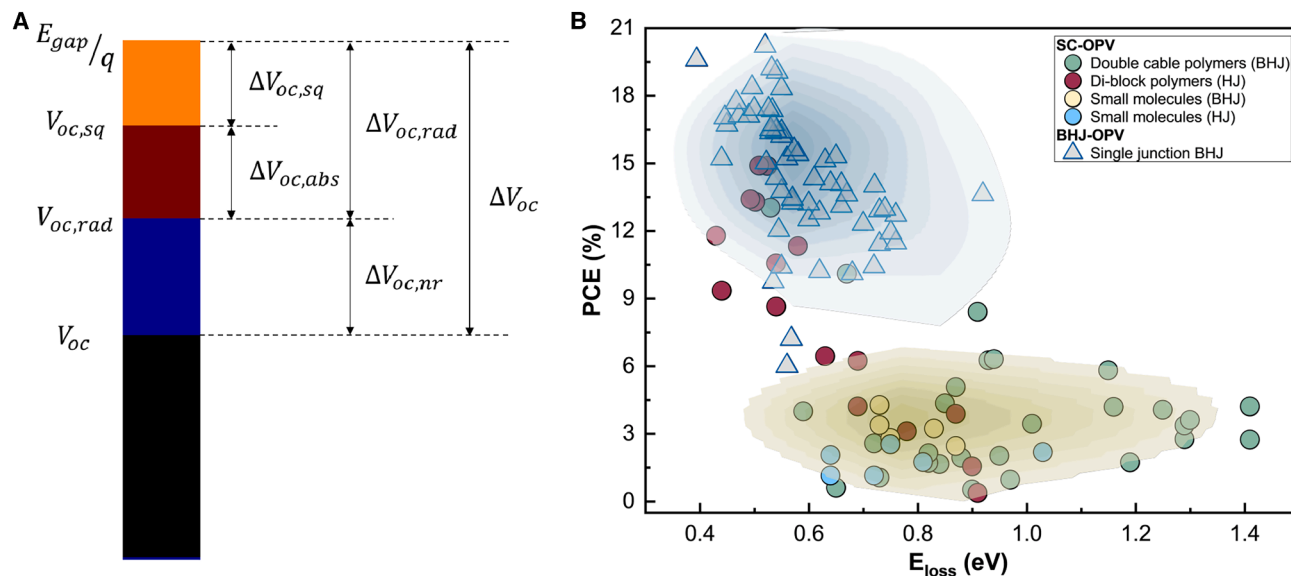 A
E_gap/q
ΔV_oc,sq
ΔV_oc,rad
V_oc,sq
ΔV_oc,abs
ΔV_oc
V_oc,rad
ΔV_oc,nr
V_oc
B
21
18
15
12
9
6
3
0
PCE (%)
0.4 0.6 0.8 1.0 1.2 1.4
E_loss (eV)
SC-OPV
Double cable polymers (BHJ)
Di-block polymers (HJ)
Small molecules (BHJ)
Small molecules (HJ)
BHJ-OPV
Single junction BHJ